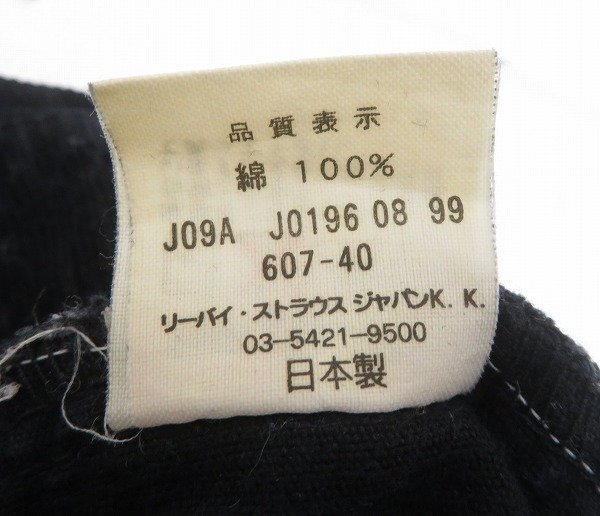 品質表示
綿 100%
J09A J0196 08 99
607-40
リーバイ・ストラウス ジャパンK. K.
03-5421-9500
日本製